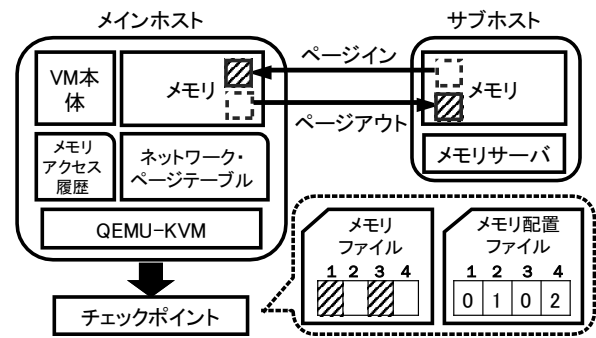 メインホスト
サブホスト
VM本
体
メモリ
ページイン
ページアウト
メモリ
メモリ
アクセス
履歴
ネットワーク・
ページテーブル
メモリサーバ
QEMU-KVM
チェックポイント
メモリ
ファイル
1 2 3 4
メモリ配置
ファイル
1 2 3 4
0 1 0 2